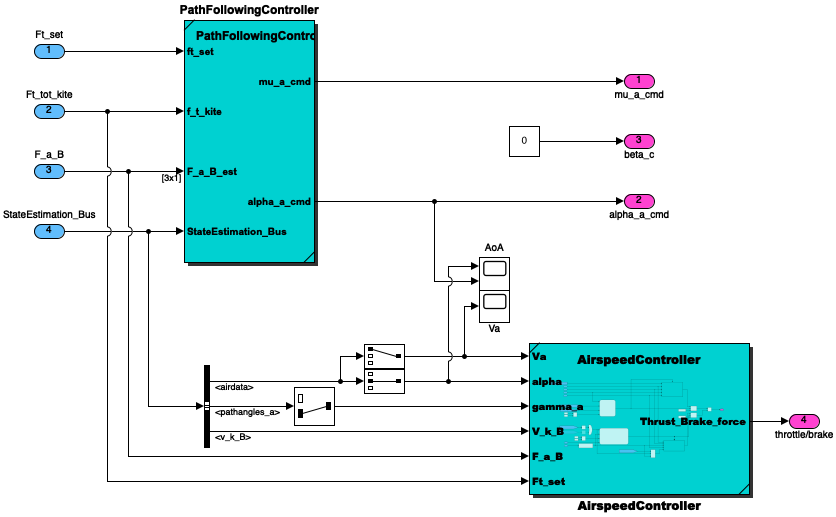 PathFollowingController
Ft_set
1
PathFollowingContro
ft_set
mu_a_cmd
1
mu_a_cmd
Ft_tot_kite
2
f_t_kite
0
3
beta_c
F_a_B
3
[3x1]
F_a_B_est
alpha_a_cmd
2
alpha_a_cmd
StateEstimation_Bus
4
StateEstimation_Bus
AoA
Va
AirspeedController
Va
<airdata>
alpha
<pathangles_a>
gamma_a
Thrust_Brake_force
4
throttle/brake
<v_k_B>
V_k_B
F_a_B
Ft_set
AirspeedController